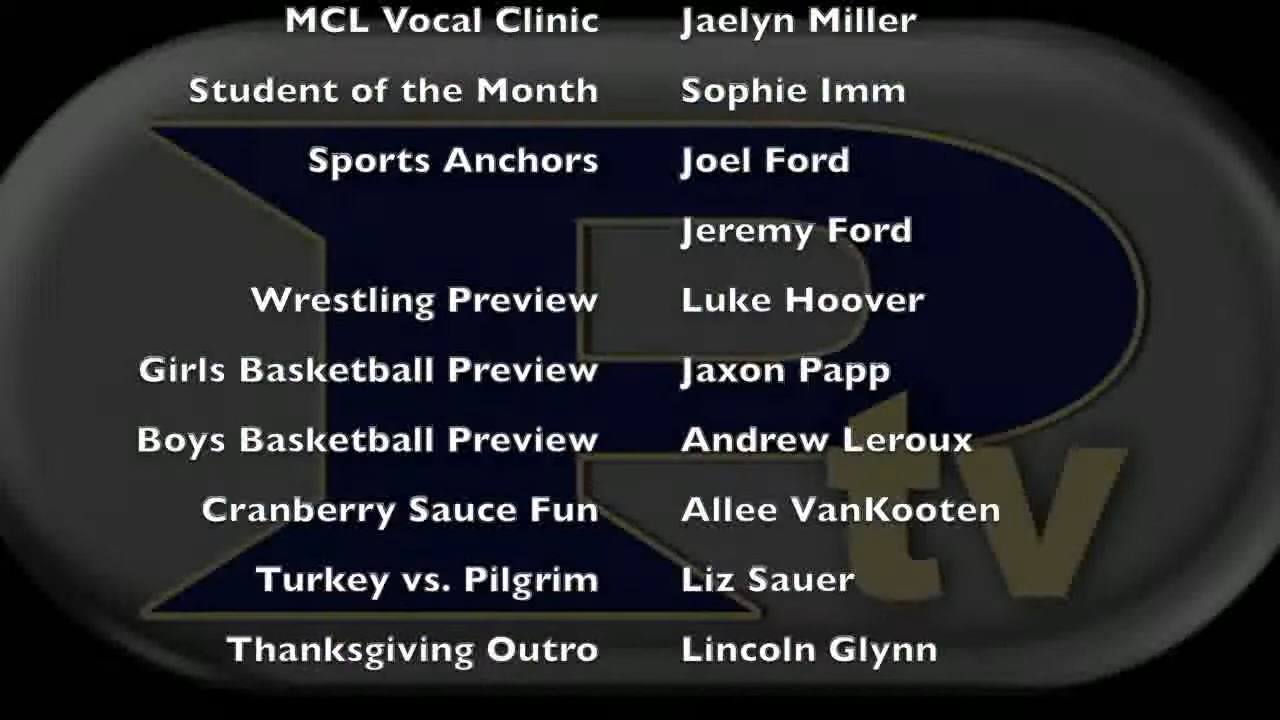 MCL Vocal Clinic Jaelyn Miller
Student of the Month Sophie Imm
Sports Anchors Joel Ford
Jeremy Ford
Wrestling Preview Luke Hoover
Girls Basketball Preview Jaxon Papp
Boys Basketball Preview Andrew Leroux
Cranberry Sauce Fun Allee VanKooten
Turkey vs. Pilgrim Liz Sauer
Thanksgiving Outro Lincoln Glynn
P tv